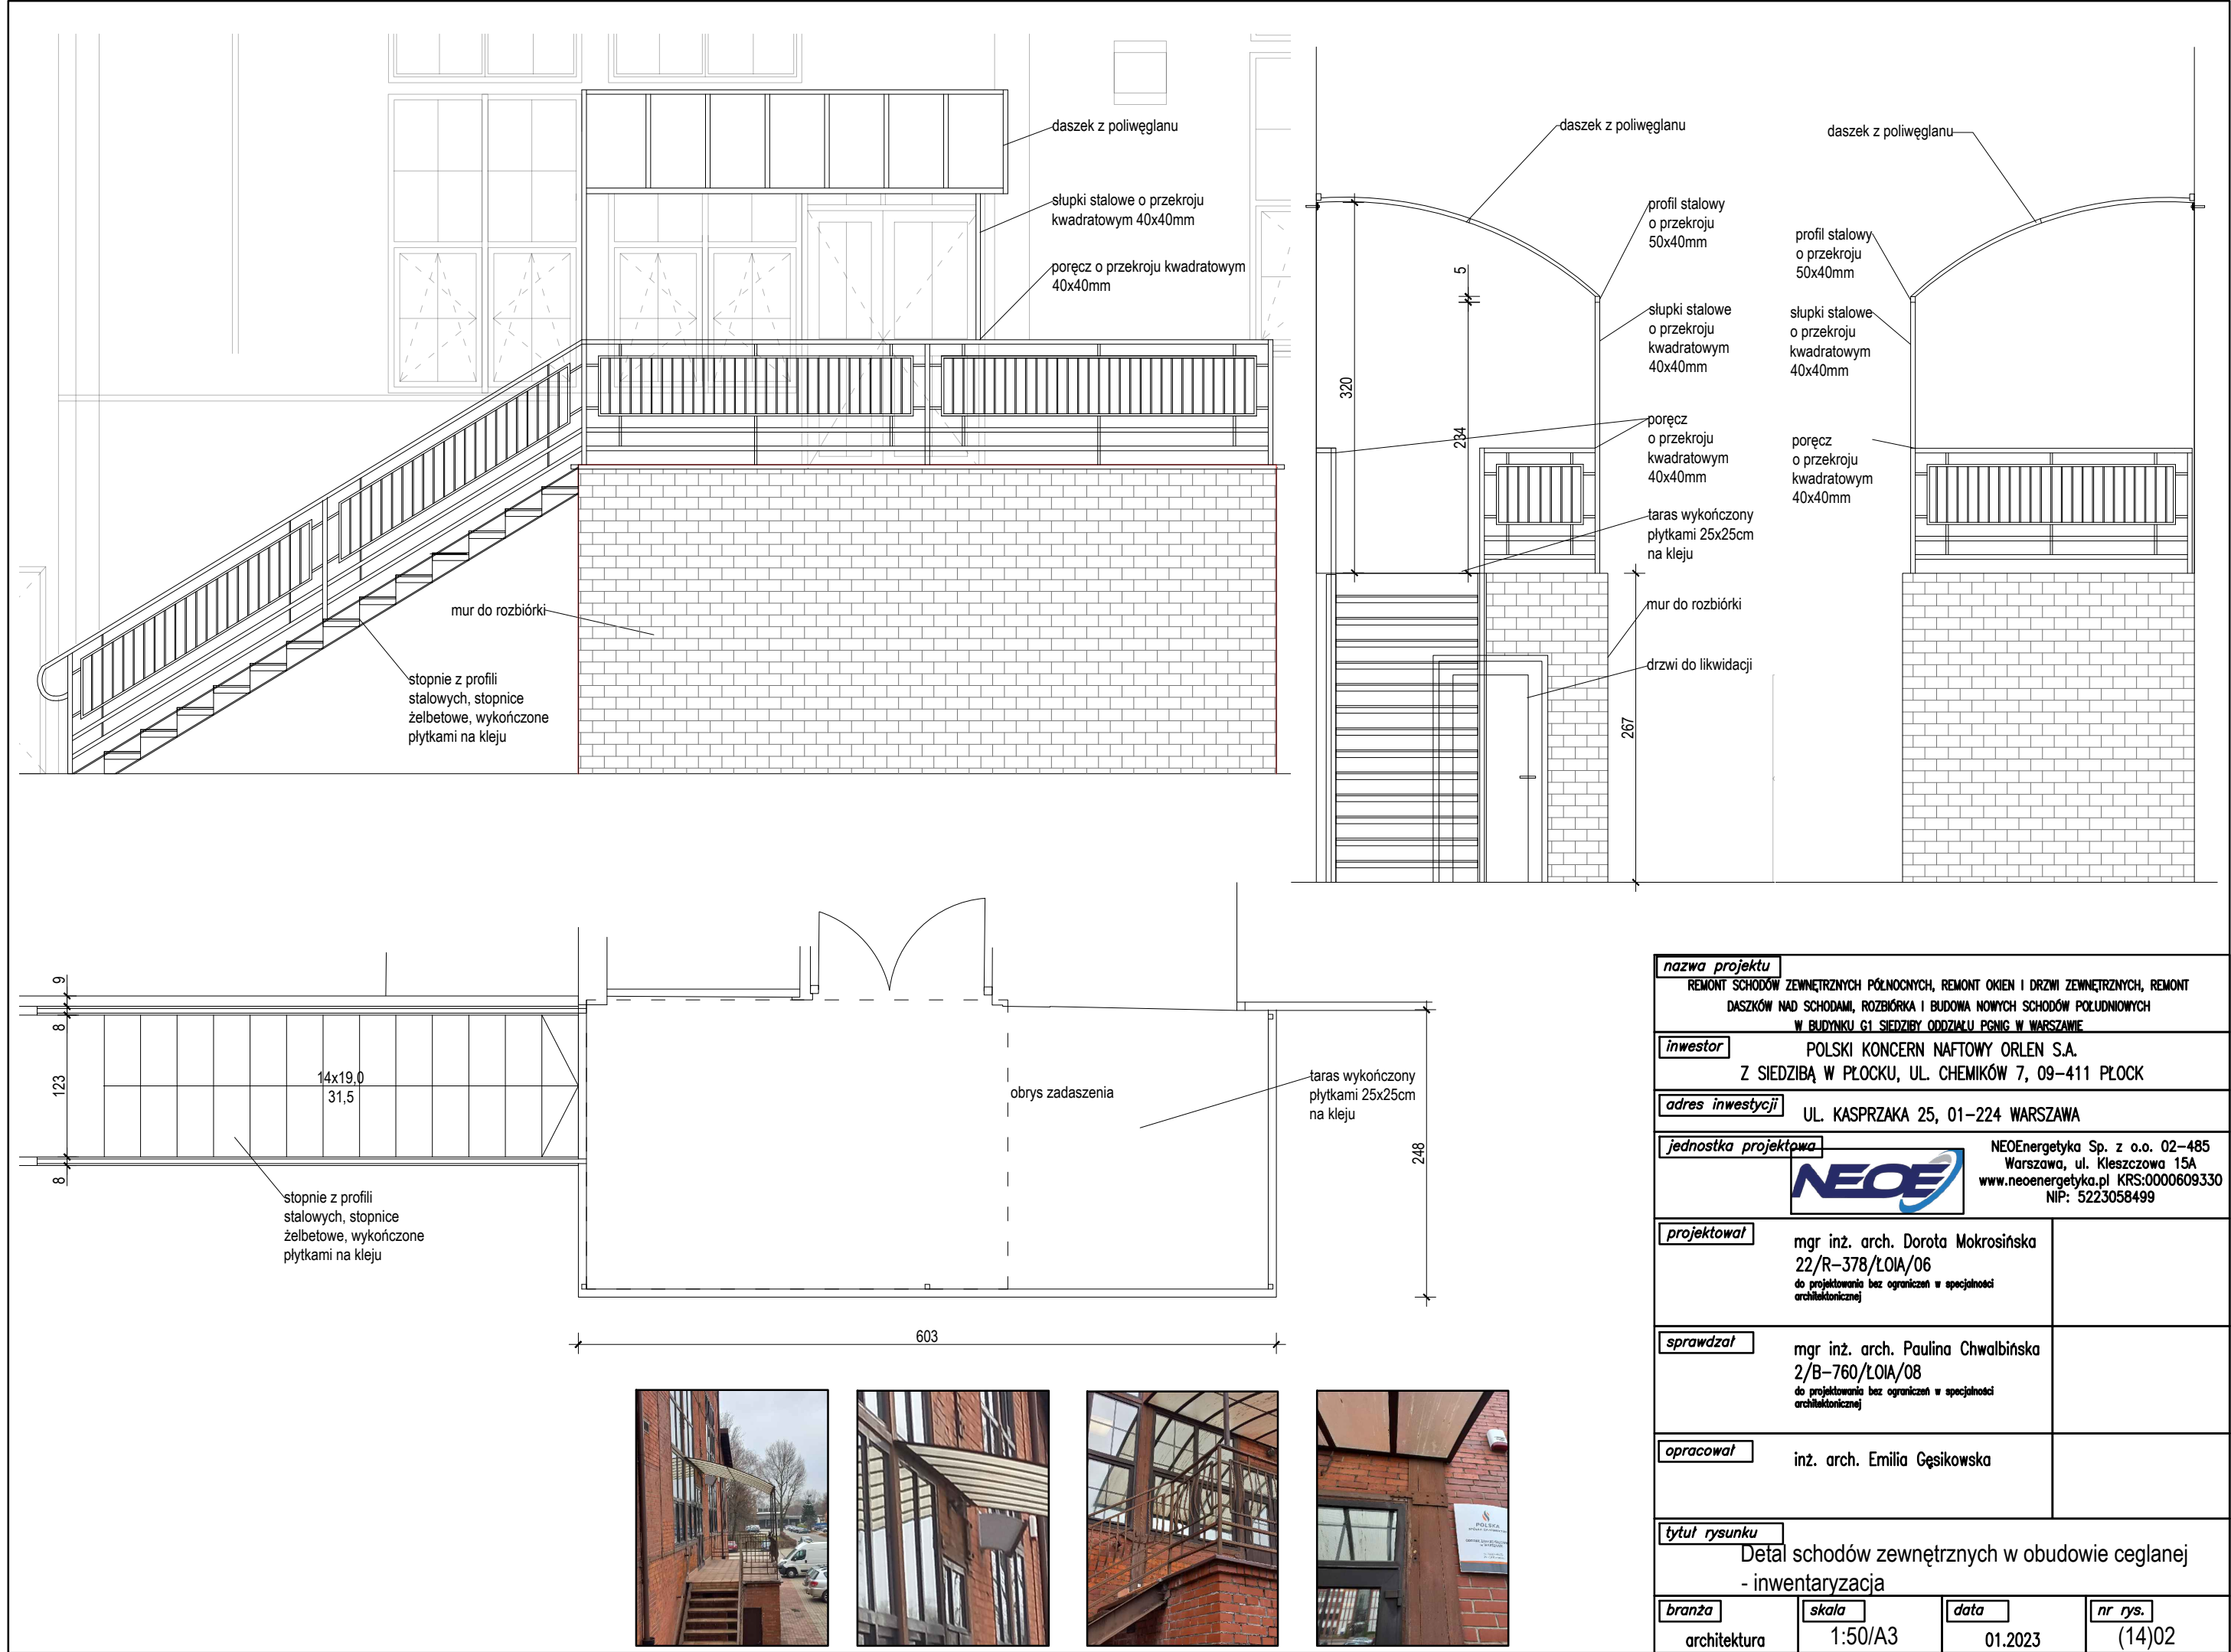 daszek z poliwęglanu
słupki stalowe o przekroju
kwadratowym 40x40mm
poręcz o przekroju kwadratowym
40x40mm
mur do rozbiórki
stopnie z profili
stalowych, stopnice
żelbetowe, wykończone
płytkami na kleju
daszek z poliwęglanu
daszek z poliwęglanu
profil stalowy
o przekroju
50x40mm
profil stalowy
o przekroju
50x40mm
5
słupki stalowe
o przekroju
kwadratowym
40x40mm
słupki stalowe
o przekroju
kwadratowym
40x40mm
320
234
poręcz
o przekroju
kwadratowym
40x40mm
poręcz
o przekroju
kwadratowym
40x40mm
taras wykończony
płytkami 25x25cm
na kleju
mur do rozbiórki
drzwi do likwidacji
267
9
8
123
8
14x19,0
31,5
stopnie z profili
stalowych, stopnice
żelbetowe, wykończone
płytkami na kleju
obrys zadaszenia
taras wykończony
płytkami 25x25cm
na kleju
248
603
POLSKA
nazwa projektu
REMONT SCHODÓW ZEWNĘTRZNYCH PÓŁNOCNYCH, REMONT OKIEN I DRZWI ZEWNĘTRZNYCH, REMONT
DASZKÓW NAD SCHODAMI, ROZBIÓRKA I BUDOWA NOWYCH SCHODÓW POŁUDNIOWYCH
W BUDYNKU G1 SIEDZIBY ODDZIAŁU PGNIG W WARSZAWIE
inwestor
POLSKI KONCERN NAFTOWY ORLEN S.A.
Z SIEDZIBĄ W PŁOCKU, UL. CHEMIKÓW 7, 09-411 PŁOCK
adres inwestycji
UL. KASPRZAKA 25, 01-224 WARSZAWA
jednostka projektowa
NEOE
NEOEnergetyka Sp. z o.o. 02-485
Warszawa, ul. Kleszczowa 15A
www.neoenergetyka.pl KRS:0000609330
NIP: 5223058499
projektował
mgr inż. arch. Dorota Mokrosińska
22/R-378/ŁOIA/06
do projektowania bez ograniczeń w specjalności
architektonicznej
sprawdzał
mgr inż. arch. Paulina Chwalbińska
2/B-760/ŁOIA/08
do projektowania bez ograniczeń w specjalności
architektonicznej
opracował
inż. arch. Emilia Gęsikowska
tytuł rysunku
Detal schodów zewnętrznych w obudowie ceglanej
- inwentaryzacja
branża
architektura
skala
1:50/A3
data
01.2023
nr rys.
(14)02